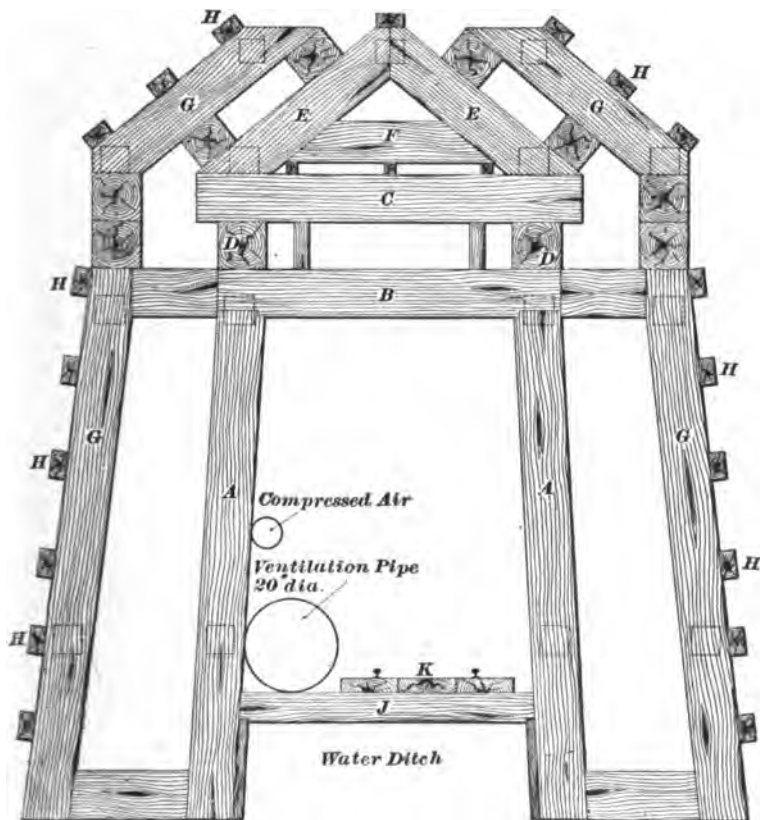 H
H
G
E
E
G
F
C
D
D
H
B
H
G
G
H
A
A
Compressed Air
Ventilation Pipe
20" dia.
H
H
K
J
Water Ditch